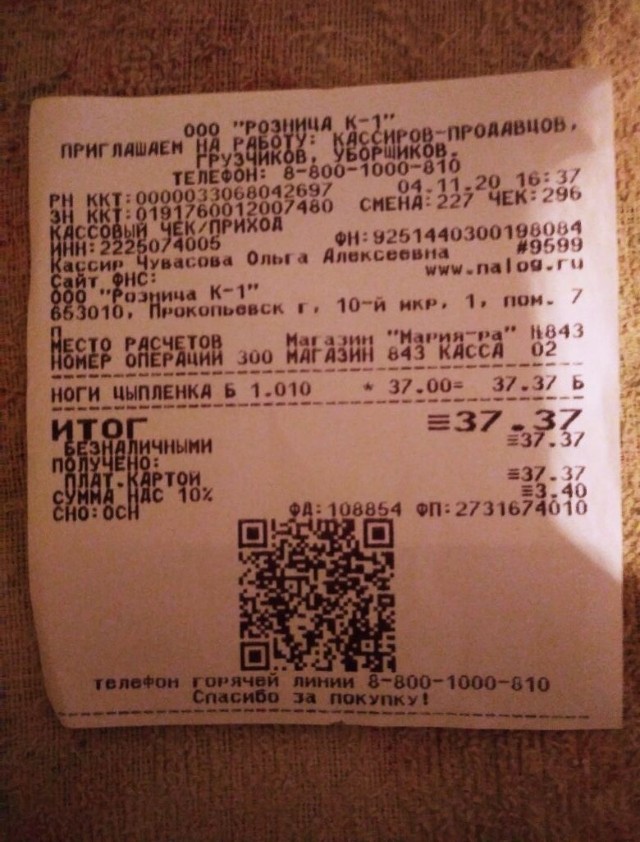 ООО "РОЗНИЦА К-1"
ПРИГЛАШАЕМ НА РАБОТУ: КАССИРОВ-ПРОДАВЦОВ,
ГРУЗЧИКОВ, УБОРЩИКОВ.
ТЕЛЕФОН: 8-800-1000-810
РН ККТ:0000033068042697 04.11.20 16:37
ЗН ККТ:0191760012007480 СМЕНА:227 ЧЕК:296
КАССОВЫЙ ЧЕК/ПРИХОД
ИНН:2225074005 ФН:9251440300198084
Кассир Чувасова Ольга Алексеевна #9599
Сайт ФНС: www.nalog.ru
ООО "Розница К-1"
653010, Прокопьевск г, 10-й мкр, 1, пом. 7
П
МЕСТО РАСЧЕТОВ Магазин "Мария-ра" №843
НОМЕР ОПЕРАЦИИ 300 МАГАЗИН 843 КАССА 02
НОГИ ЦЫПЛЕНКА Б 1.010 * 37.00= 37.37 Б
ИТОГ ≡37.37
БЕЗНАЛИЧНЫМИ ≡37.37
ПОЛУЧЕНО:
ПЛАТ.КАРТОЙ ≡37.37
СУММА НДС 10% ≡3.40
СНО:ОСН ФД:108854 ФП:2731674010
телефон горячей линии 8-800-1000-810
Спасибо за покупку!